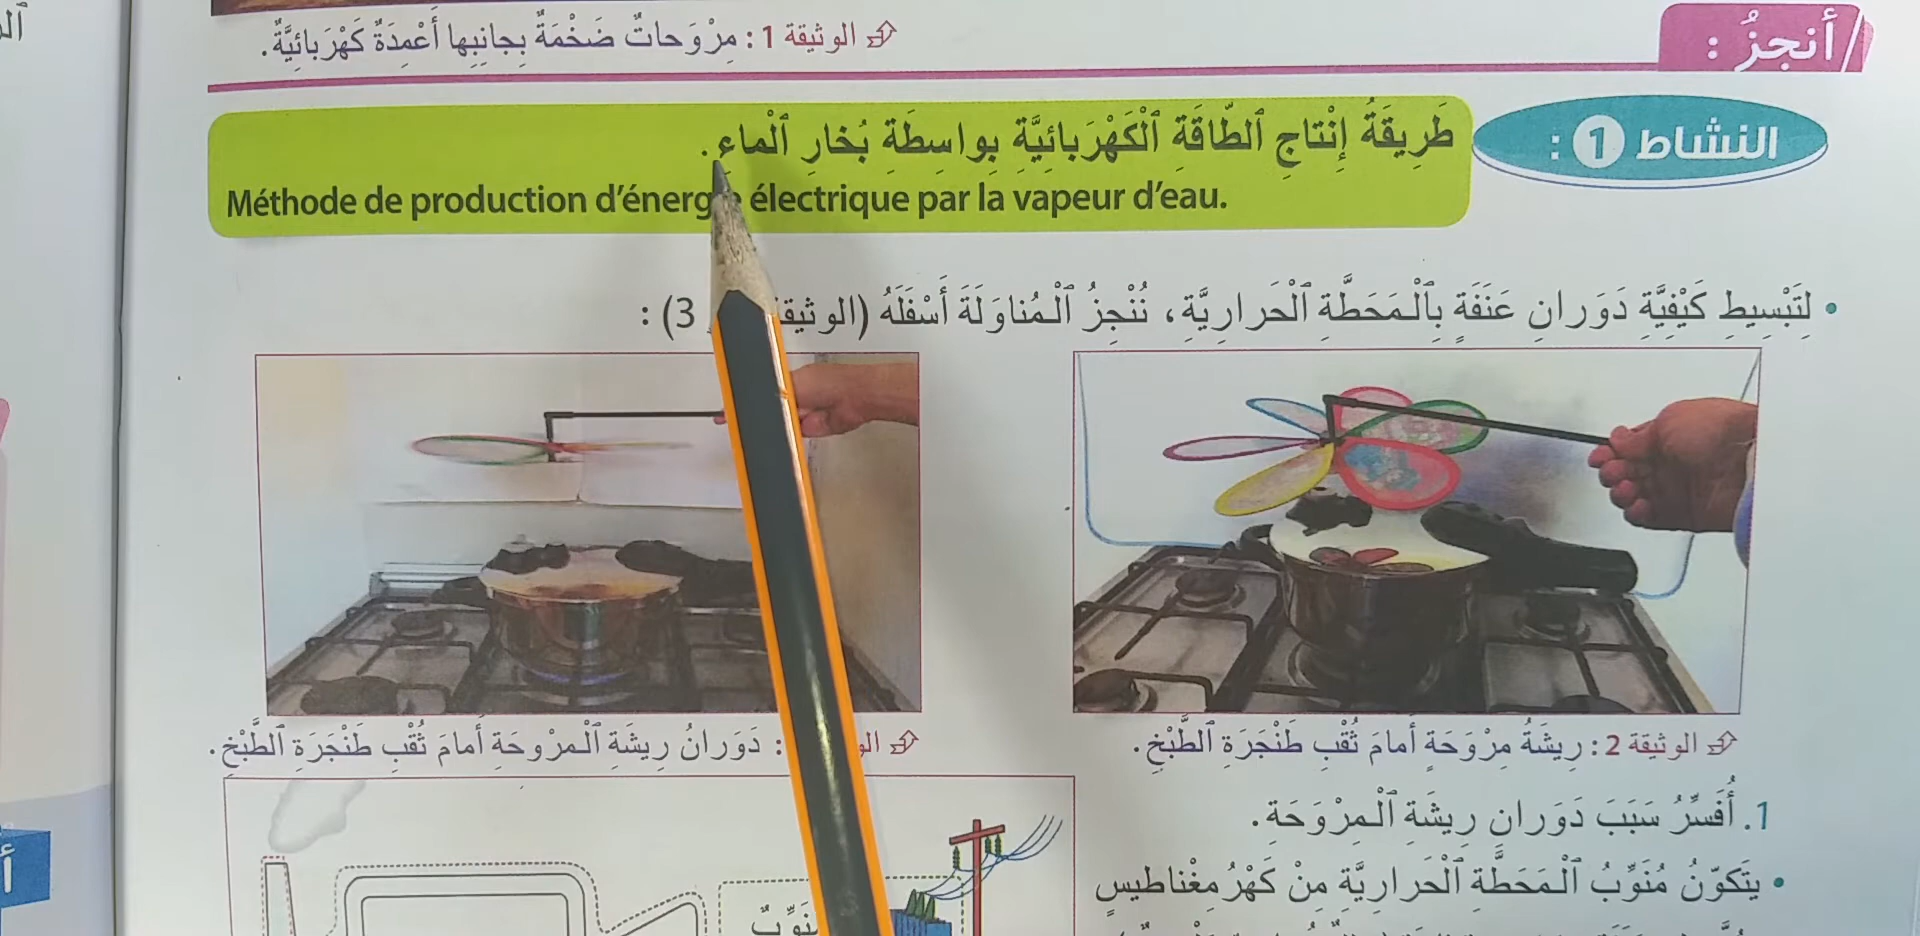 الوثيقة 1 : مِرْوَحاتٌ ضَخْمَةٌ بِجانِبِها أَعْمِدَةٌ كَهْرَبائِيَّةٌ.
أنجزُ :
النشاط 1 :
طَرِيقَةُ إِنْتاجِ ٱلطّاقَةِ ٱلْكَهْرَبائِيَّةِ بِواسِطَةِ بُخارِ ٱلْماءِ.
Méthode de production d'énergie électrique par la vapeur d'eau.
• لِتَبْسِيطِ كَيْفِيَّةِ دَوَرانِ عَنَفَةٍ بِٱلْمَحَطَّةِ ٱلْحَرارِيَّةِ، نُنْجِزُ ٱلْمُناوَلَةَ أَسْفَلَهُ (الوثيقة 3) :
الوثيقة 2 : رِيشَةُ مِرْوَحَةٍ أَمامَ ثُقْبِ طَنْجَرَةِ ٱلطَّبْخِ.
: دَوَرانُ رِيشَةِ ٱلْمِرْوَحَةِ أَمامَ ثُقْبِ طَنْجَرَةِ ٱلطَّبْخِ.
1. أُفَسِّرُ سَبَبَ دَوَرانِ رِيشَةِ ٱلْمِرْوَحَةِ.
• يَتَكَوَّنُ مُنَوِّبُ ٱلْمَحَطَّةِ ٱلْحَرارِيَّةِ مِنْ كَهْرُمِغْناطِيسٍ